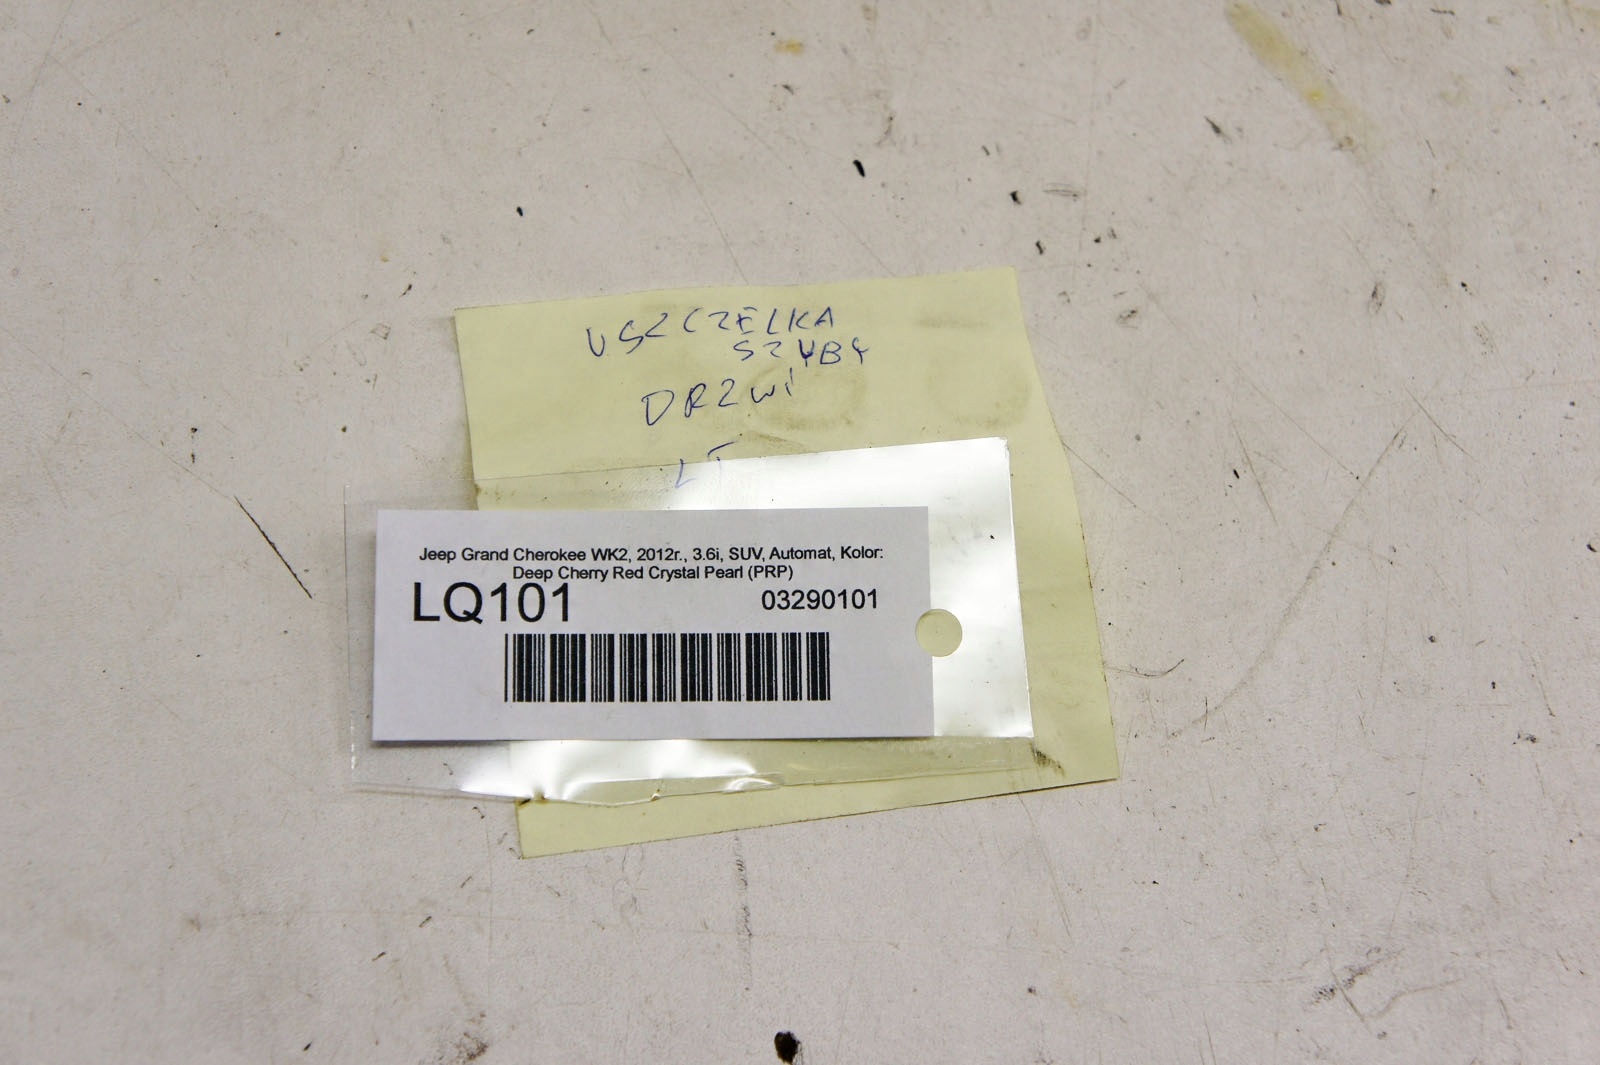 USZCZELKA
SZYBY
DRZWI
LT
Jeep Grand Cherokee WK2, 2012r., 3.6i, SUV, Automat, Kolor:
Deep Cherry Red Crystal Pearl (PRP)
LQ101 03290101